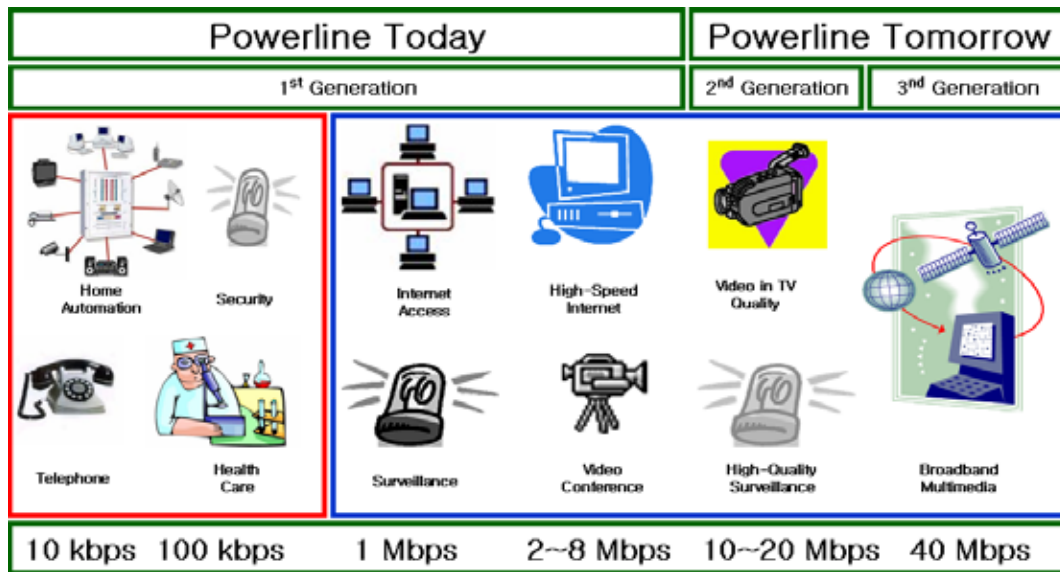 Powerline Today
Powerline Tomorrow
1st Generation
2nd Generation
3rd Generation
Home
Automation
Security
Internet
Access
High-Speed
Internet
Video in TV
Quality
Telephone
Health
Care
Surveillance
Video
Conference
High-Quality
Surveillance
Broadband
Multimedia
10 kbps
100 kbps
1 Mbps
2~8 Mbps
10~20 Mbps
40 Mbps